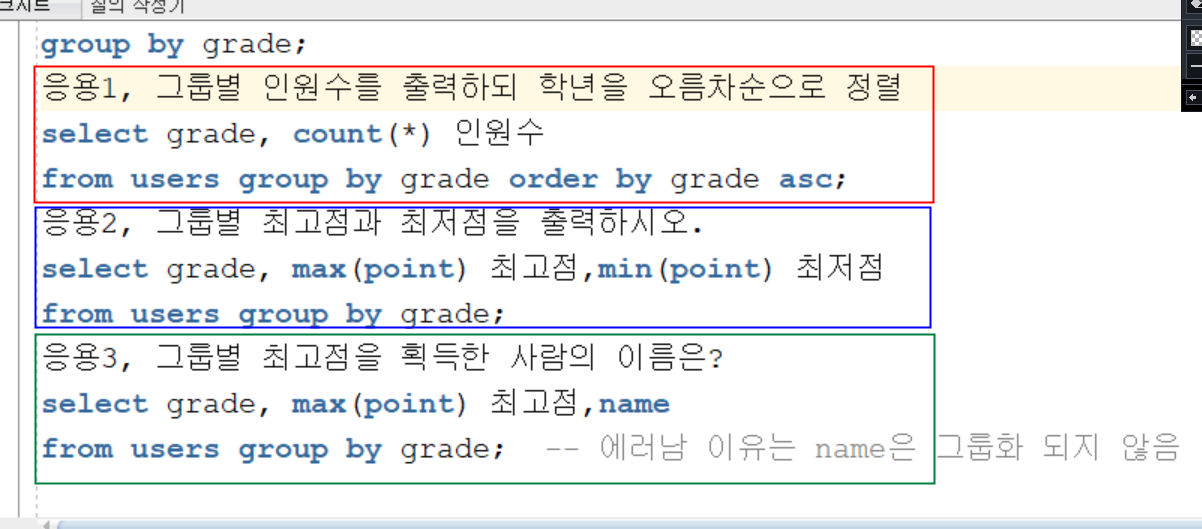 크시트 질의 작성기
group by grade;
응용1, 그룹별 인원수를 출력하되 학년을 오름차순으로 정렬
select grade, count(*) 인원수
from users group by grade order by grade asc;
응용2, 그룹별 최고점과 최저점을 출력하시오.
select grade, max(point) 최고점,min(point) 최저점
from users group by grade;
응용3, 그룹별 최고점을 획득한 사람의 이름은?
select grade, max(point) 최고점,name
from users group by grade; -- 에러남 이유는 name은 그룹화 되지 않음